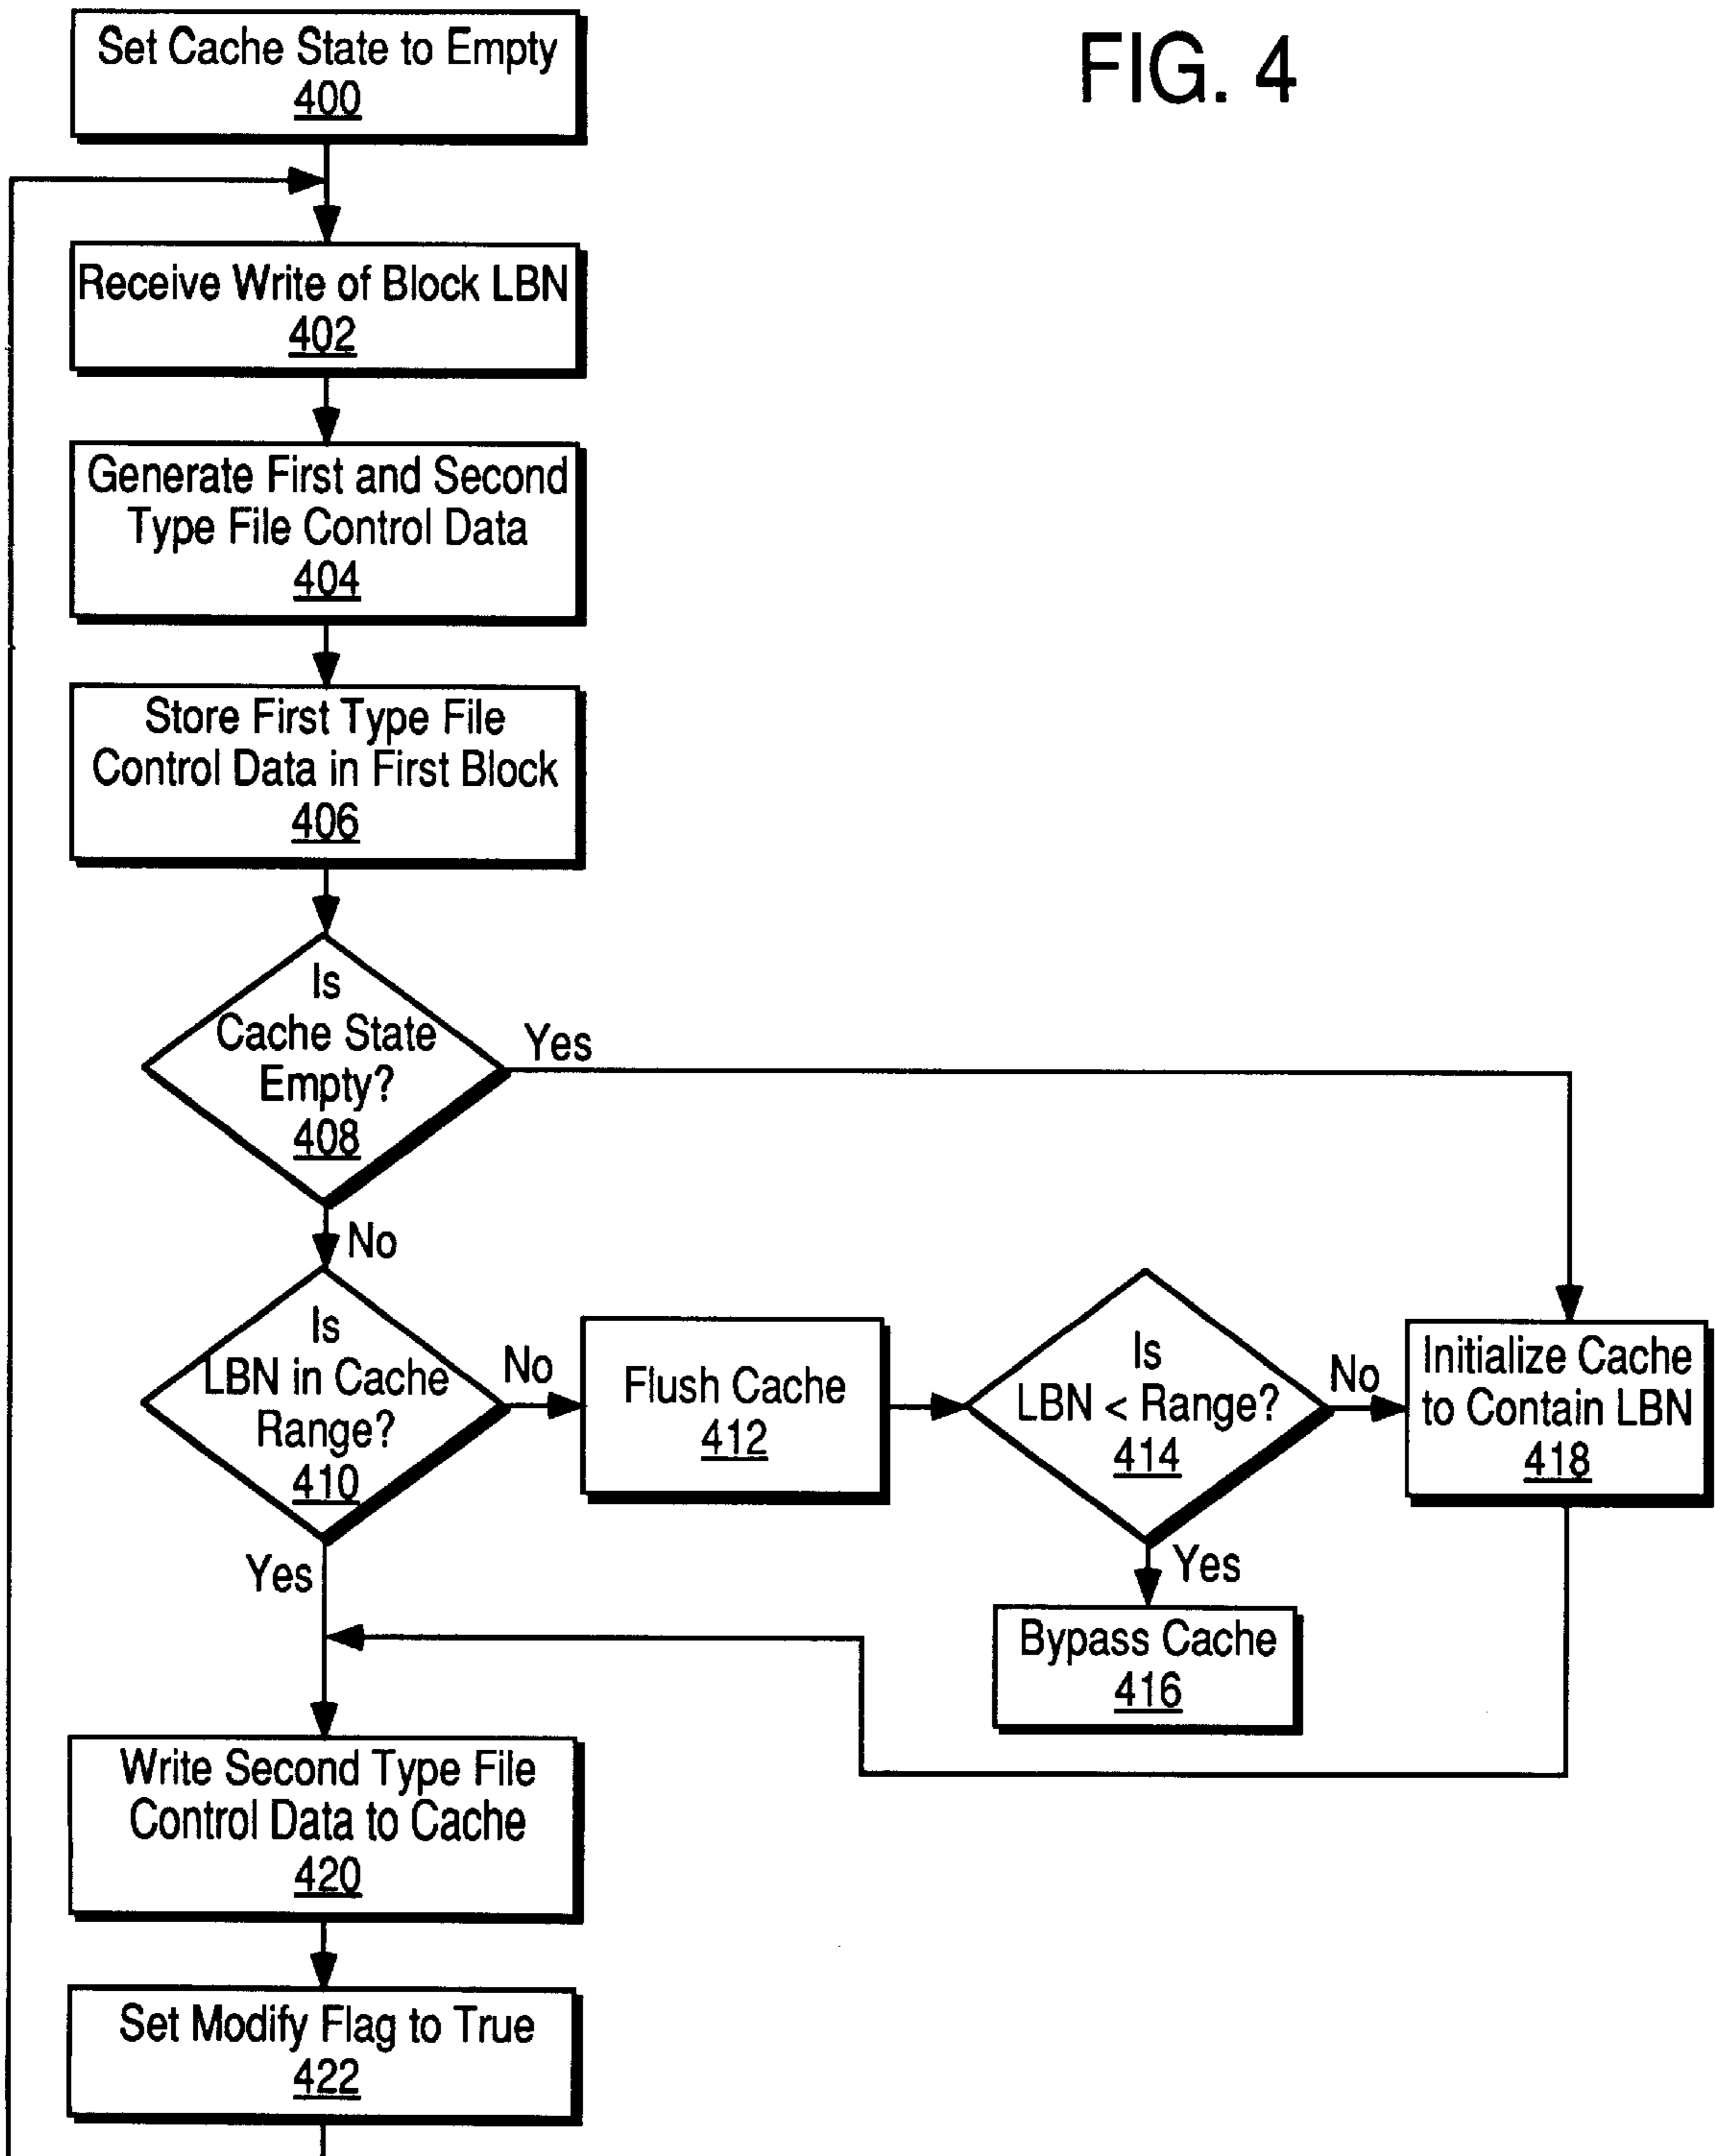 FIG. 4
Set Cache State to Empty
400
Receive Write of Block LBN
402
Generate First and Second
Type File Control Data
404
Store First Type File
Control Data in First Block
406
Is
Cache State
Empty?
408
Yes
No
Is
LBN in Cache
Range?
410
No
Flush Cache
412
Is
LBN < Range?
414
No
Initialize Cache
to Contain LBN
418
Yes
Yes
Bypass Cache
416
Write Second Type File
Control Data to Cache
420
Set Modify Flag to True
422